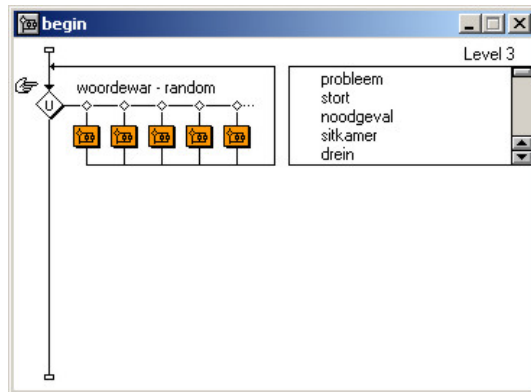 begin
Level 3
woordewar - random
U
probleem
stort
noodgeval
sitkamer
drein